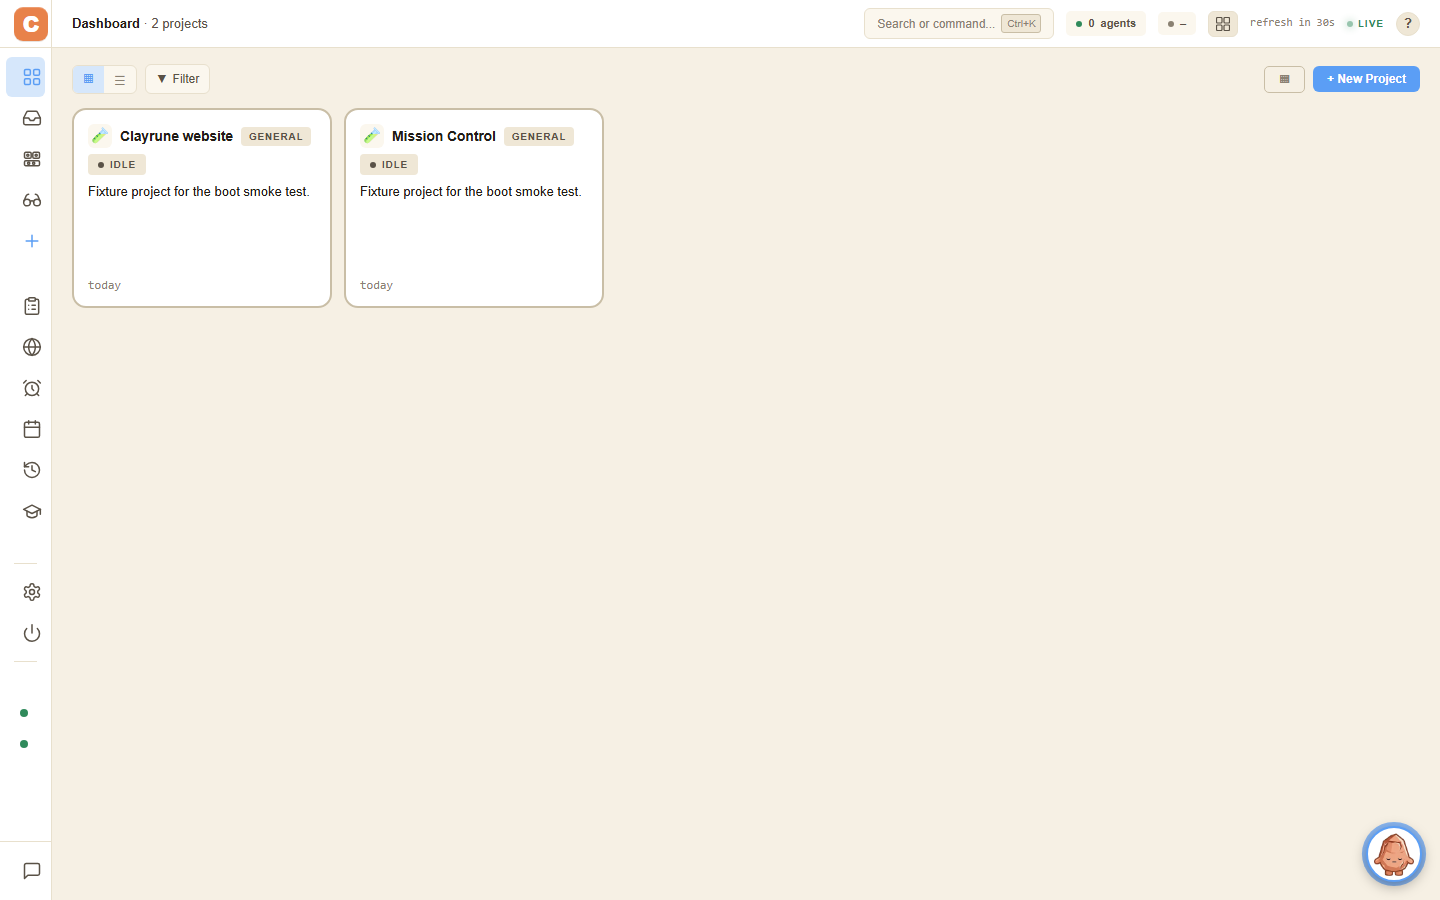 C
Dashboard · 2 projects
Search or command... Ctrl+K
0 agents
–
refresh in 30s
LIVE
?
▼ Filter
+ New Project
Clayrune website GENERAL
IDLE
Fixture project for the boot smoke test.
today
Mission Control GENERAL
IDLE
Fixture project for the boot smoke test.
today